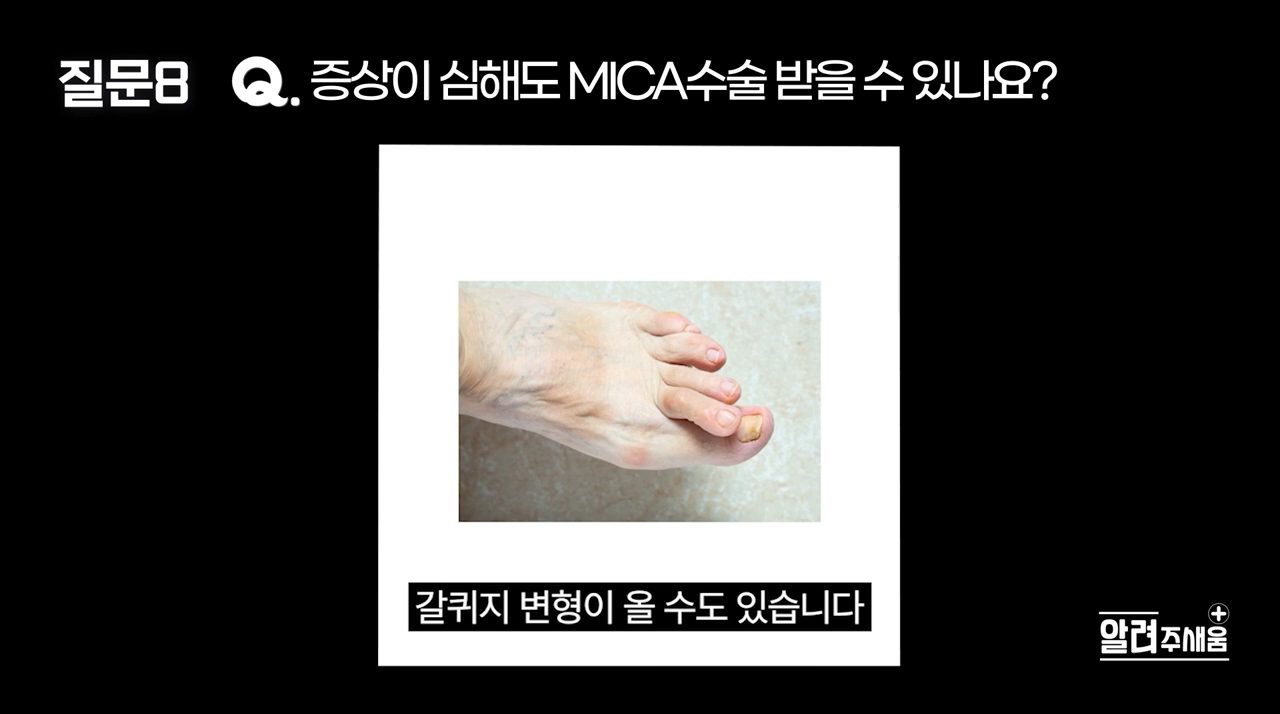 질문8 Q. 증상이 심해도 MICA수술 받을 수 있나요?
갈퀴지 변형이 올 수도 있습니다
알려주새움